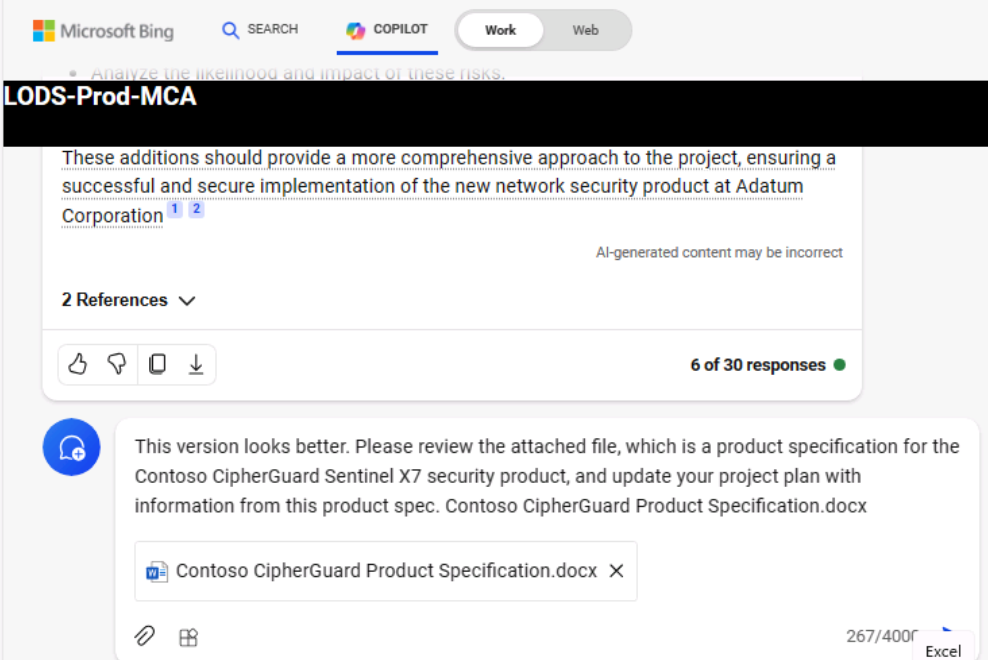 Microsoft Bing
SEARCH
COPILOT
Work
Web
Analyze the likelihood and impact of these risks.
LODS-Prod-MCA
These additions should provide a more comprehensive approach to the project, ensuring a
successful and secure implementation of the new network security product at Adatum
Corporation 1 2
AI-generated content may be incorrect
2 References
6 of 30 responses
This version looks better. Please review the attached file, which is a product specification for the
Contoso CipherGuard Sentinel X7 security product, and update your project plan with
information from this product spec. Contoso CipherGuard Product Specification.docx
Contoso CipherGuard Product Specification.docx
267/4000
Excel